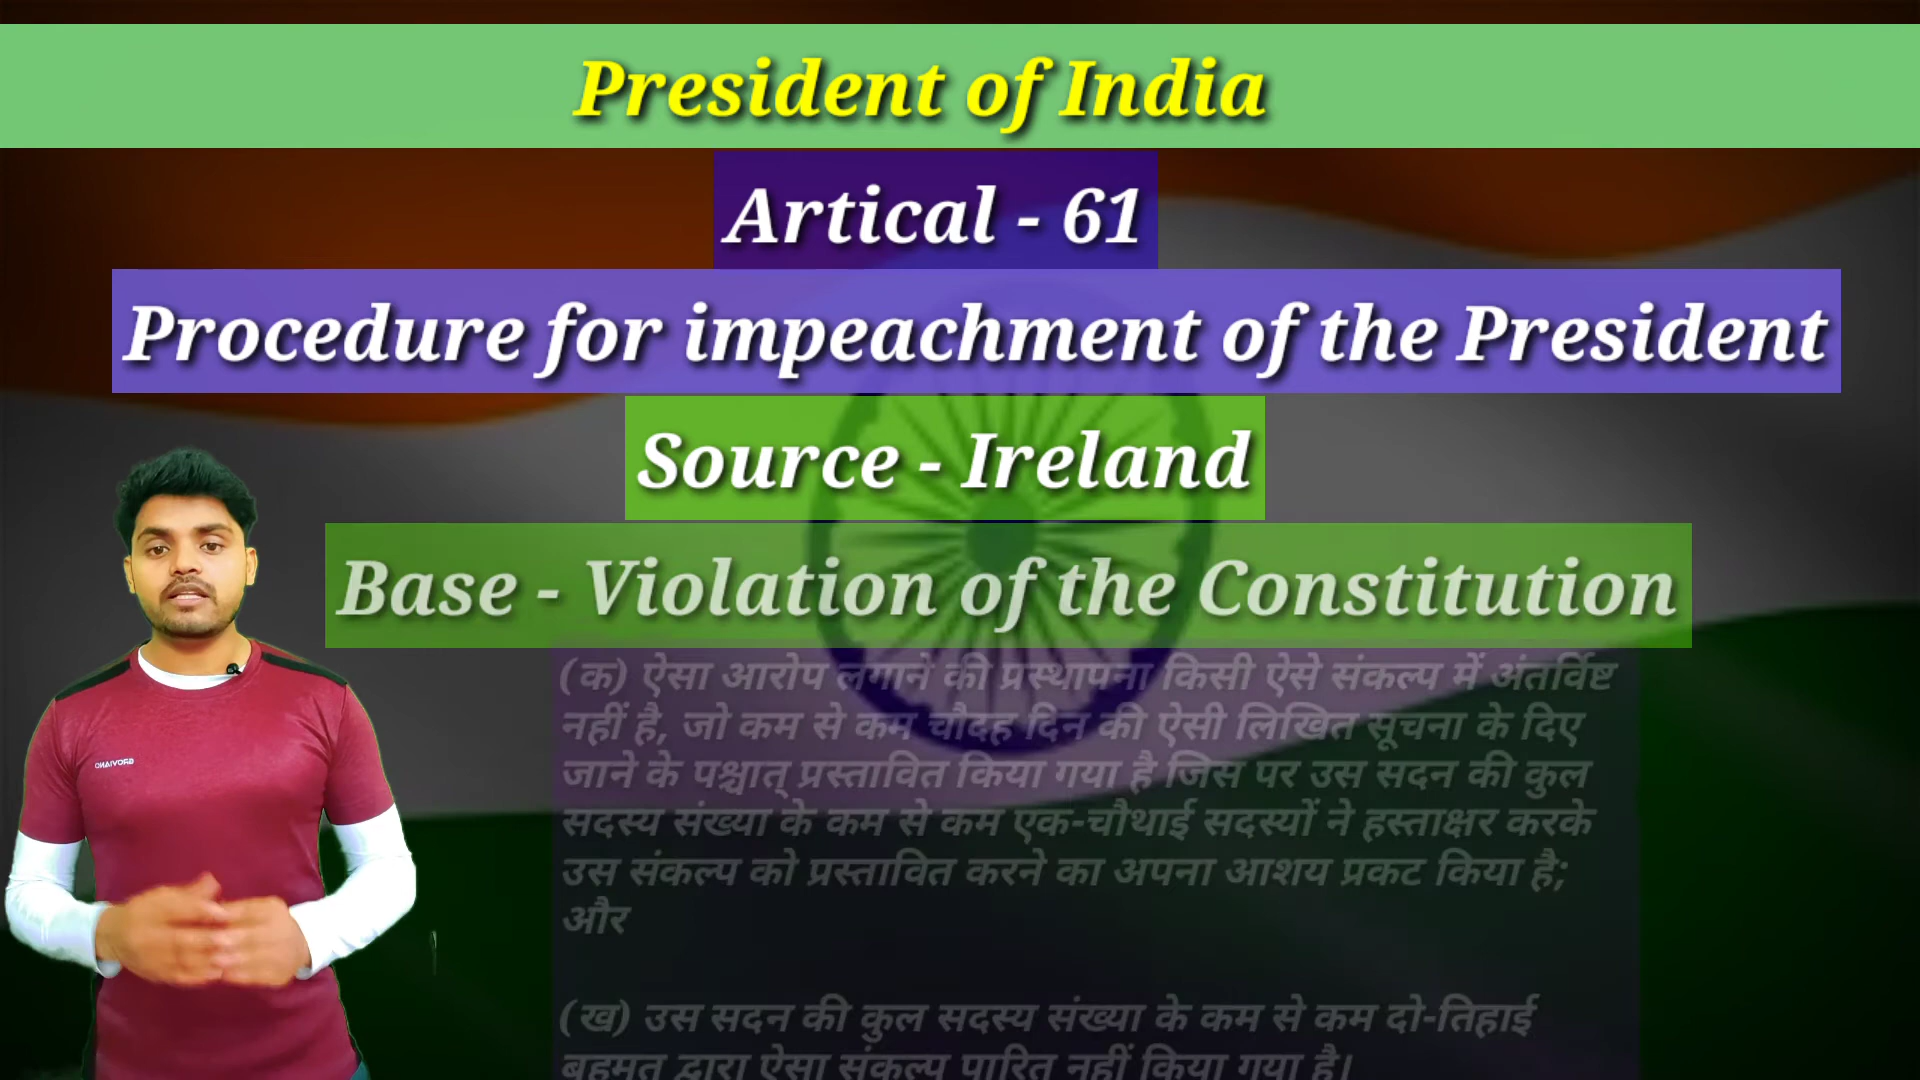 President of India
Artical - 61
Procedure for impeachment of the President
Source - Ireland
Base - Violation of the Constitution
(क) ऐसा आरोप लगाने की प्रस्थापना किसी ऐसे संकल्प में अंतर्विष्ट
नहीं है, जो कम से कम चौदह दिन की ऐसी लिखित सूचना के दिए
जाने के पश्चात् प्रस्तावित किया गया है जिस पर उस सदन की कुल
सदस्य संख्या के कम से कम एक-चौथाई सदस्यों ने हस्ताक्षर करके
उस संकल्प को प्रस्तावित करने का अपना आशय प्रकट किया है;
और
(ख) उस सदन की कुल सदस्य संख्या के कम से कम दो-तिहाई
बहुमत द्वारा ऐसा संकल्प पारित नहीं किया गया है।